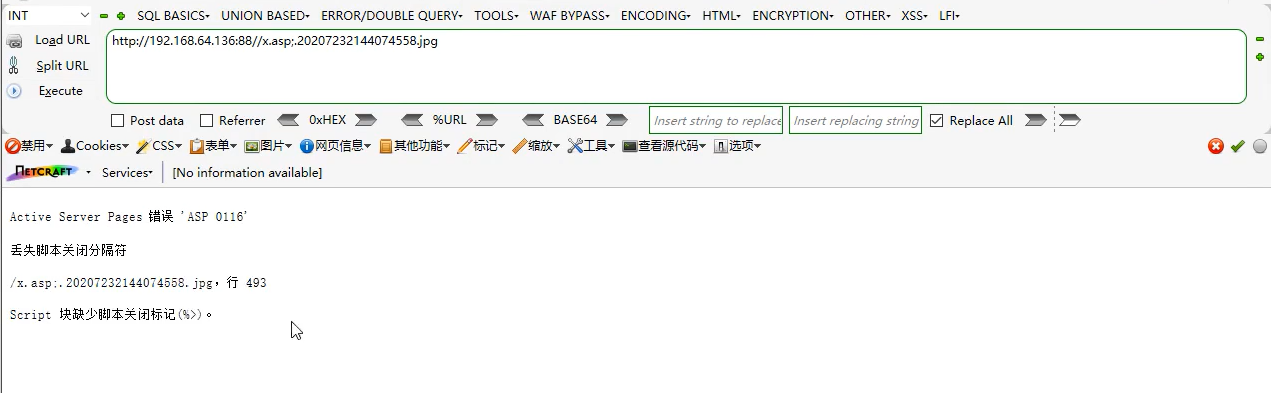 INT SQL BASICS▾ UNION BASED▾ ERROR/DOUBLE QUERY▾ TOOLS▾ WAF BYPASS▾ ENCODING▾ HTML▾ ENCRYPTION▾ OTHER▾ XSS▾ LFI▾
Load URL http://192.168.64.136:88//x.asp;.20207232144074558.jpg
Split URL
Execute
Post data Referrer 0xHEX %URL BASE64 Insert string to replace Insert replacing string Replace All
禁用▾ Cookies▾ CSS▾ 表单▾ 图片▾ 网页信息▾ 其他功能▾ 标记▾ 缩放▾ 工具▾ 查看源代码▾ 选项▾
NETCRAFT ▾ Services▾ [No information available]
Active Server Pages 错误 'ASP 0116'
丢失脚本关闭分隔符
/x.asp;.20207232144074558.jpg，行 493
Script 块缺少脚本关闭标记(%>)。